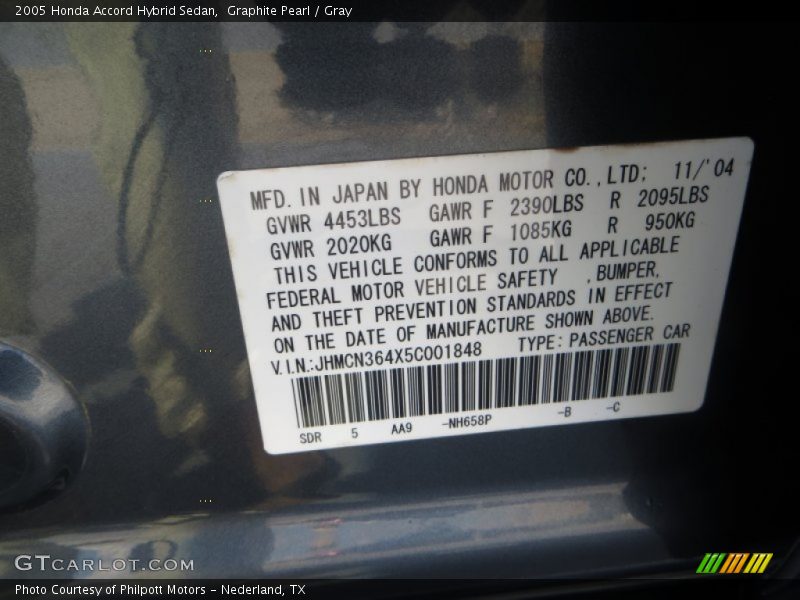 2005 Honda Accord Hybrid Sedan,  Graphite Pearl / Gray
MFD. IN JAPAN BY HONDA MOTOR CO.,LTD: 11/'04
GVWR 4453LBS GAWR F 2390LBS R 2095LBS
GVWR 2020KG GAWR F 1085KG R 950KG
THIS VEHICLE CONFORMS TO ALL APPLICABLE
FEDERAL MOTOR VEHICLE SAFETY ,BUMPER,
AND THEFT PREVENTION STANDARDS IN EFFECT
ON THE DATE OF MANUFACTURE SHOWN ABOVE.
V.I.N.:JHMCN364X5C001848 TYPE: PASSENGER CAR
SDR 5 AA9 -NH658P -B -C
GTCARLOT.COM
Photo Courtesy of Philpott Motors - Nederland, TX